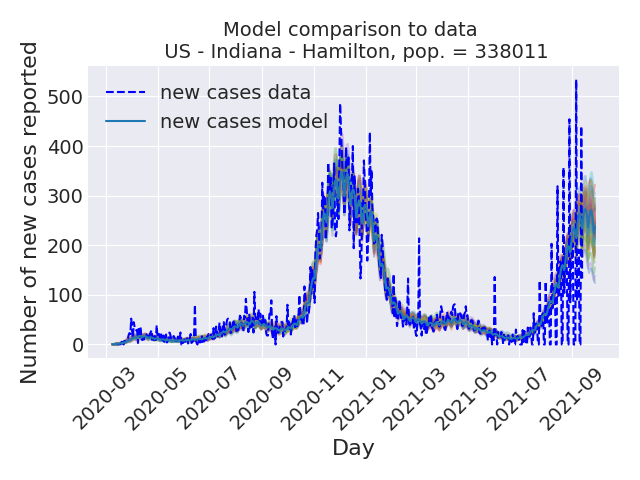 Model comparison to data
US - Indiana - Hamilton, pop. = 338011
Number of new cases reported
500
400
300
200
100
0
new cases data
new cases model
2020-03
2020-05
2020-07
2020-09
2020-11
2021-01
2021-03
2021-05
2021-07
2021-09
Day